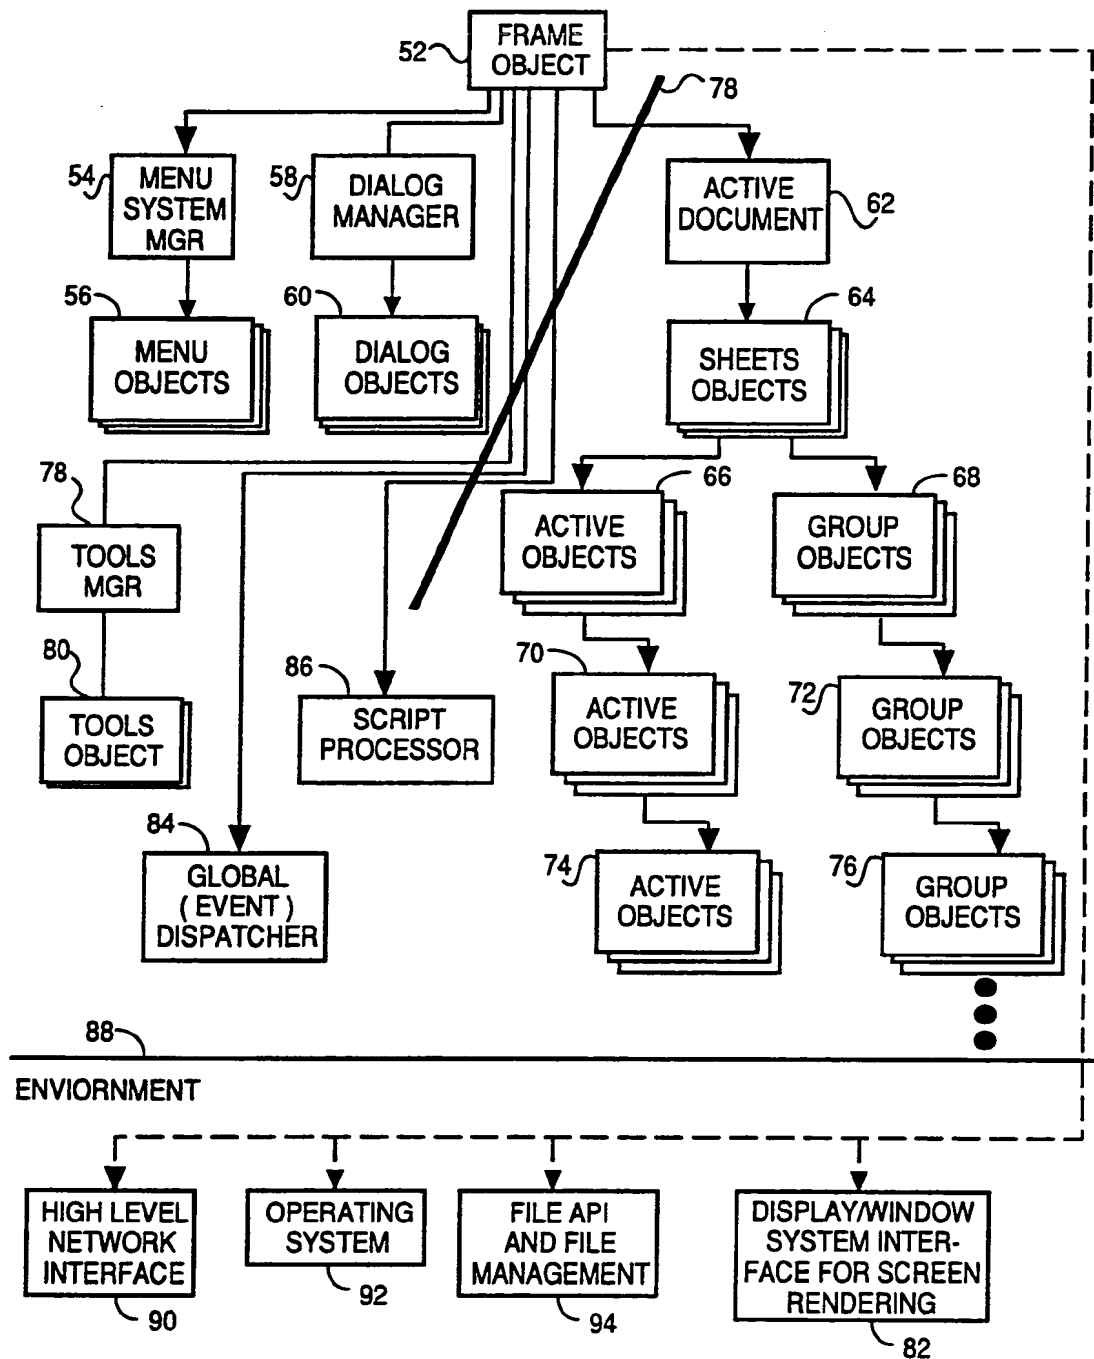 FRAME
OBJECT
52
78
54
MENU
SYSTEM
MGR
58
DIALOG
MANAGER
ACTIVE
DOCUMENT
62
56
MENU
OBJECTS
60
DIALOG
OBJECTS
64
SHEETS
OBJECTS
78
TOOLS
MGR
66
ACTIVE
OBJECTS
68
GROUP
OBJECTS
80
TOOLS
OBJECT
86
SCRIPT
PROCESSOR
70
ACTIVE
OBJECTS
72
GROUP
OBJECTS
84
GLOBAL
( EVENT )
DISPATCHER
74
ACTIVE
OBJECTS
76
GROUP
OBJECTS
88
ENVIORNMENT
HIGH LEVEL
NETWORK
INTERFACE
90
OPERATING
SYSTEM
92
FILE API
AND FILE
MANAGEMENT
94
DISPLAY/WINDOW
SYSTEM INTER-
FACE FOR SCREEN
RENDERING
82